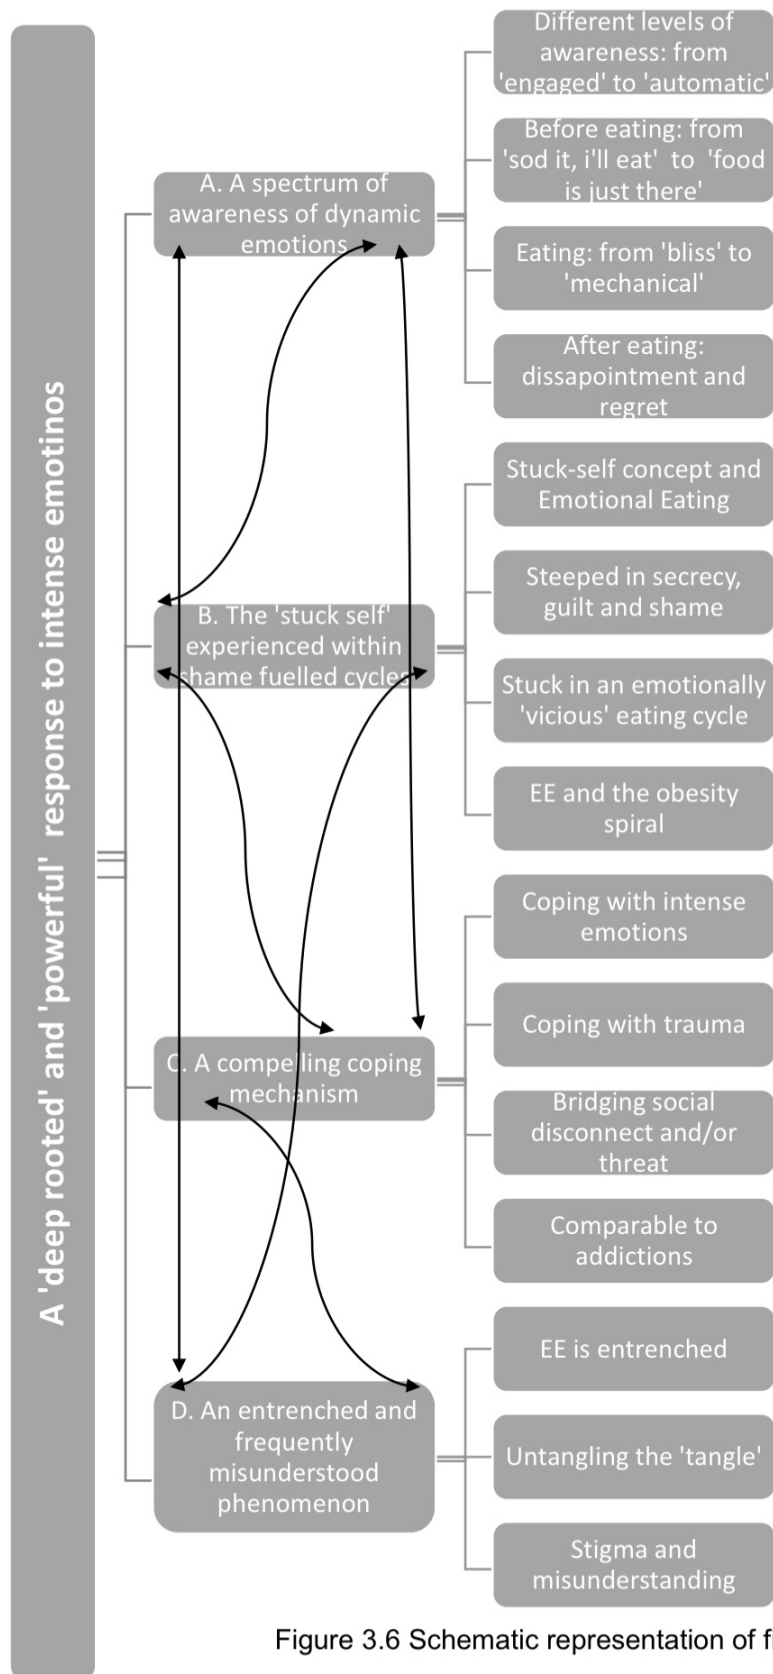 A 'deep rooted' and 'powerful' response to intense emotinos
A. A spectrum of
awareness of dynamic
emotions
Different levels of
awareness: from
'engaged' to 'automatic'
Before eating: from
'sod it, i'll eat' to 'food
is just there'
Eating: from 'bliss' to
'mechanical'
After eating:
dissapointment and
regret
B. The 'stuck self'
experienced within
shame fuelled cycles
Stuck-self concept and
Emotional Eating
Steeped in secrecy,
guilt and shame
Stuck in an emotionally
'vicious' eating cycle
EE and the obesity
spiral
C. A compelling coping
mechanism
Coping with intense
emotions
Coping with trauma
Bridging social
disconnect and/or
threat
Comparable to
addictions
D. An entrenched and
frequently
misunderstood
phenomenon
EE is entrenched
Untangling the 'tangle'
Stigma and
misunderstanding
Figure 3.6 Schematic representation of